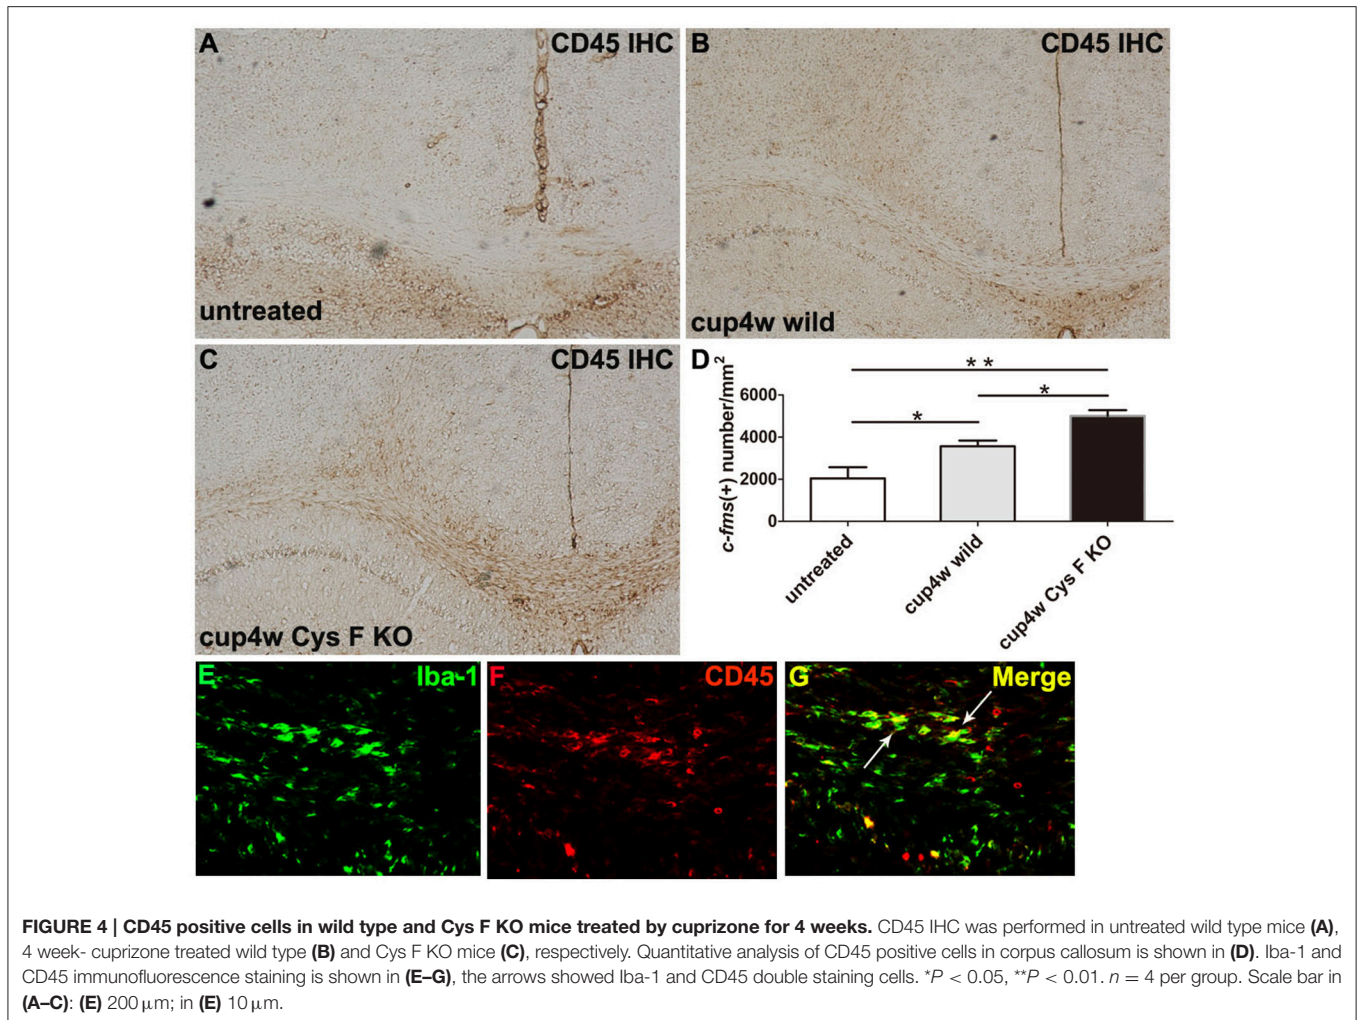 A CD45 IHC
untreated
B CD45 IHC
cup4w wild
C CD45 IHC
cup4w Cys F KO
D
c-fms(+) number/mm²
6000
4000
2000
0
* *
*
*
untreated
cup4w wild
cup4w Cys F KO
E Iba-1
F CD45
G Merge
FIGURE 4 | CD45 positive cells in wild type and Cys F KO mice treated by cuprizone for 4 weeks. CD45 IHC was performed in untreated wild type mice (A),
4 week- cuprizone treated wild type (B) and Cys F KO mice (C), respectively. Quantitative analysis of CD45 positive cells in corpus callosum is shown in (D). Iba-1 and
CD45 immunofluorescence staining is shown in (E–G), the arrows showed Iba-1 and CD45 double staining cells. *P < 0.05, **P < 0.01. n = 4 per group. Scale bar in
(A–C): (E) 200 μm; in (E) 10 μm.